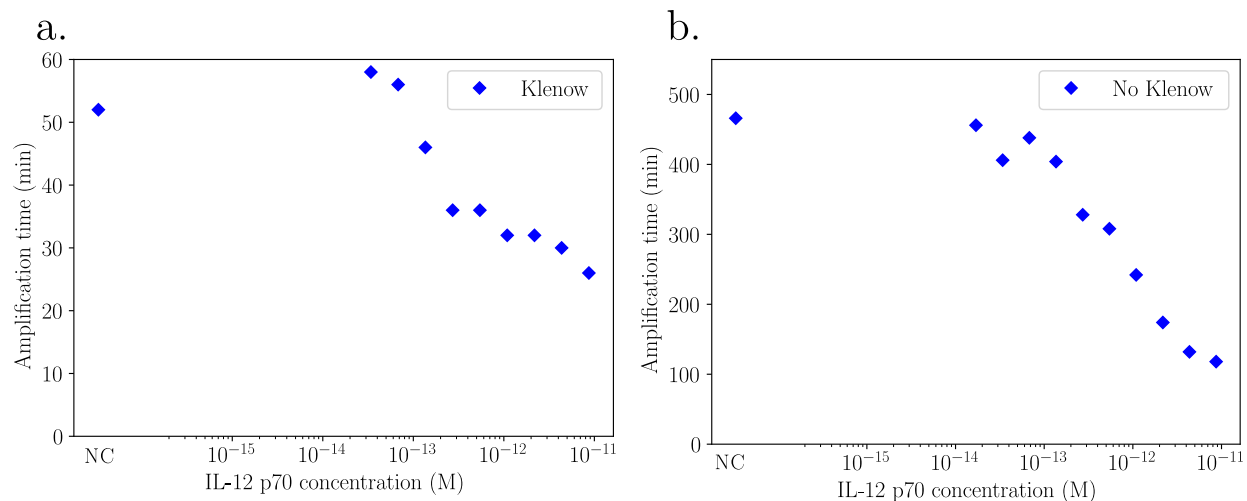 a.
Klenow
Amplification time (min)
60
50
40
30
20
10
0
NC
10⁻¹⁵
10⁻¹⁴
10⁻¹³
10⁻¹²
10⁻¹¹
IL-12 p70 concentration (M)
b.
No Klenow
Amplification time (min)
500
400
300
200
100
0
NC
10⁻¹⁵
10⁻¹⁴
10⁻¹³
10⁻¹²
10⁻¹¹
IL-12 p70 concentration (M)